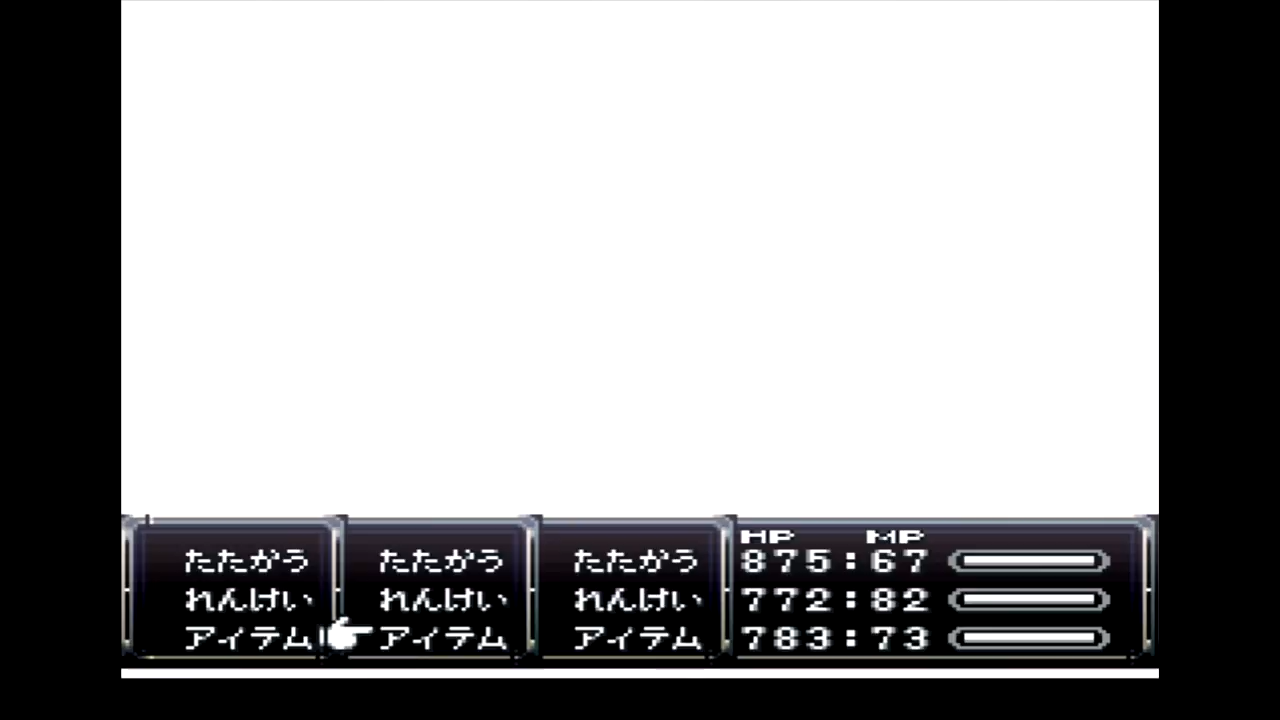 HP MP
たたかう たたかう たたかう 875:67
れんけい れんけい れんけい 772:82
アイテム アイテム アイテム 783:73